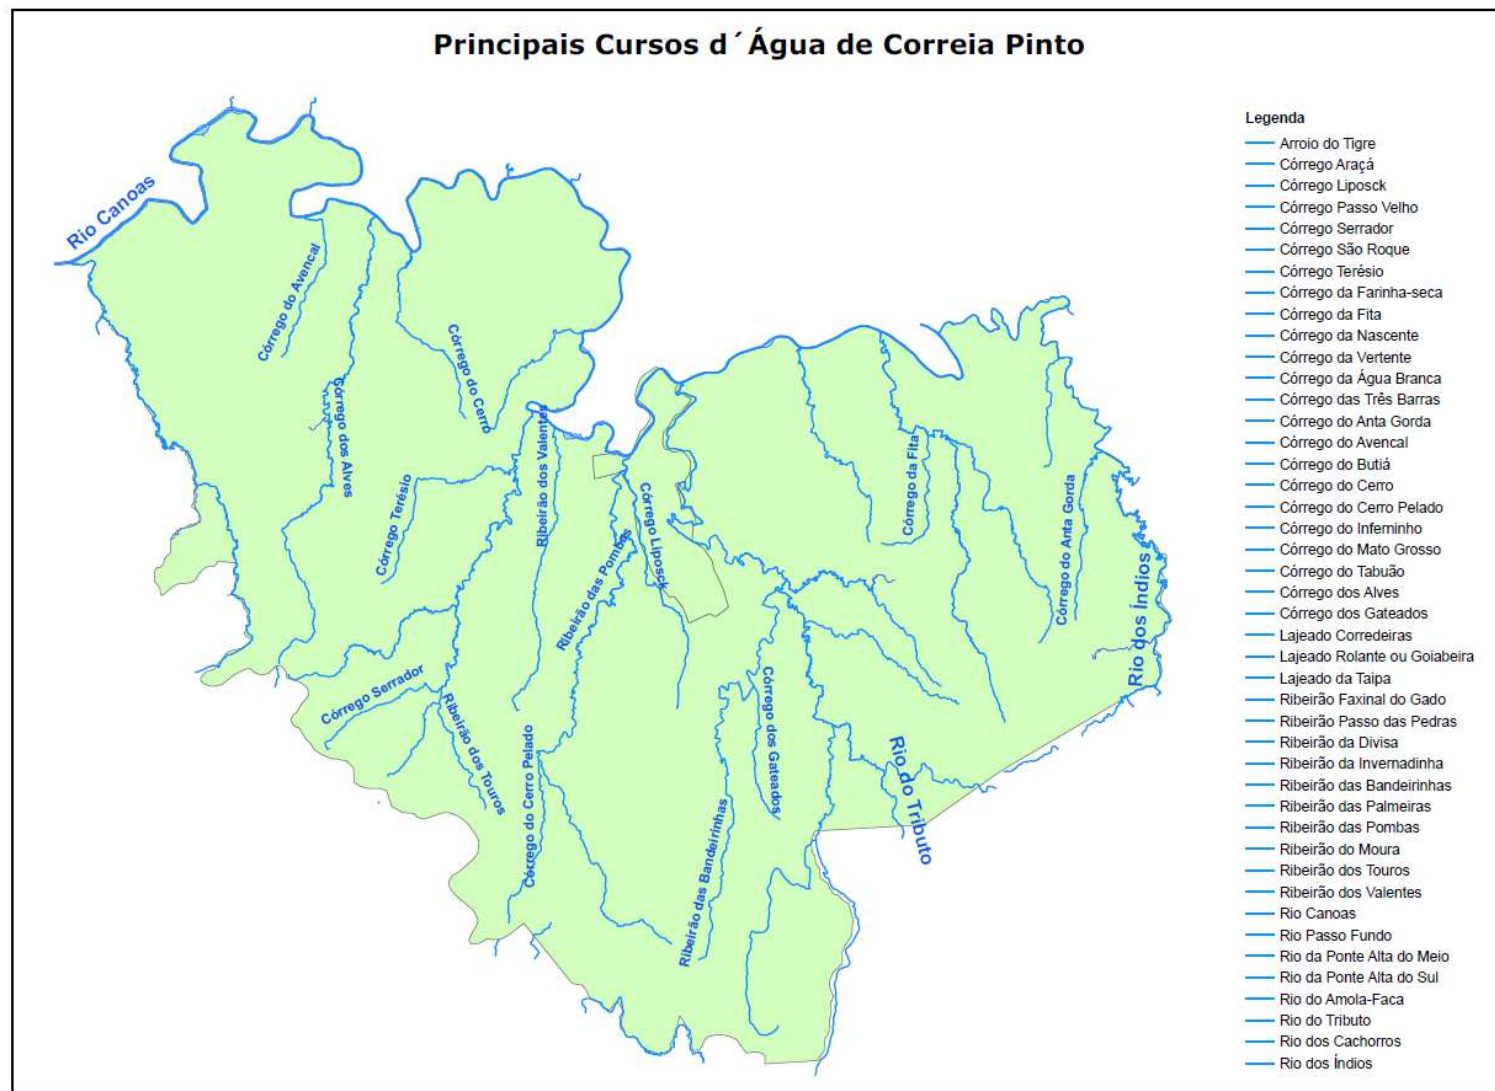 Principais Cursos d´Água de Correia Pinto
Rio Canoas
Córrego do Avencal
Córrego dos Alves
Córrego do Cerro
Ribeirão dos Valentes
Córrego Terésio
Ribeirão das Pombas
Córrego Liposck
Córrego da Fita
Córrego do Anta Gorda
Rio dos Índios
Córrego Serrador
Ribeirão dos Touros
Córrego do Cerro Pelado
Ribeirão das Bandeirinhas
Córrego dos Gateados
Rio do Tributo
Legenda
Arroio do Tigre
Córrego Araçá
Córrego Liposck
Córrego Passo Velho
Córrego Serrador
Córrego São Roque
Córrego Terésio
Córrego da Farinha-seca
Córrego da Fita
Córrego da Nascente
Córrego da Vertente
Córrego da Água Branca
Córrego das Três Barras
Córrego do Anta Gorda
Córrego do Avencal
Córrego do Butiá
Córrego do Cerro
Córrego do Cerro Pelado
Córrego do Inferninho
Córrego do Mato Grosso
Córrego do Tabuão
Córrego dos Alves
Córrego dos Gateados
Lajeado Corredeiras
Lajeado Rolante ou Goiabeira
Lajeado da Taipa
Ribeirão Faxinal do Gado
Ribeirão Passo das Pedras
Ribeirão da Divisa
Ribeirão da Invernadinha
Ribeirão das Bandeirinhas
Ribeirão das Palmeiras
Ribeirão das Pombas
Ribeirão do Moura
Ribeirão dos Touros
Ribeirão dos Valentes
Rio Canoas
Rio Passo Fundo
Rio da Ponte Alta do Meio
Rio da Ponte Alta do Sul
Rio do Amola-Faca
Rio do Tributo
Rio dos Cachorros
Rio dos Índios